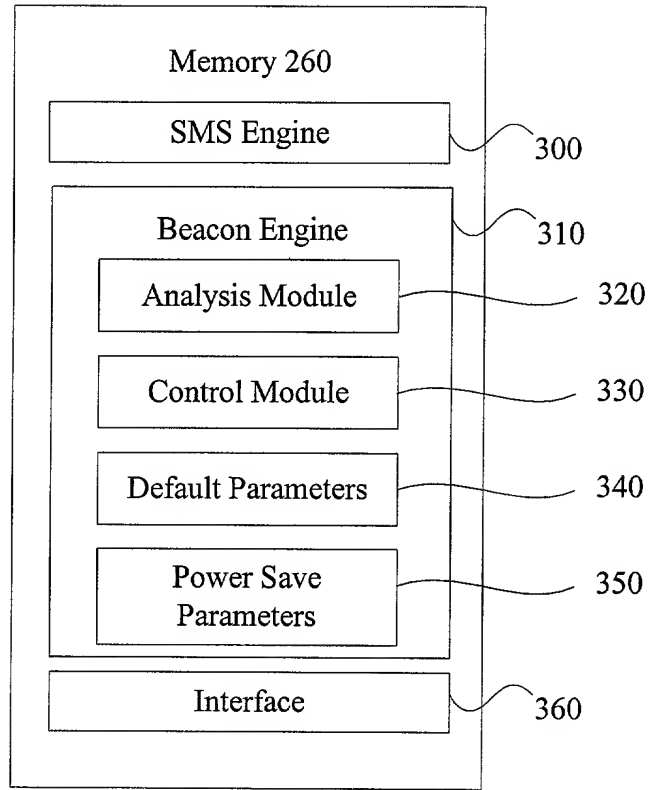 Memory 260
SMS Engine
300
Beacon Engine
310
Analysis Module
320
Control Module
330
Default Parameters
340
Power Save
Parameters
350
Interface
360